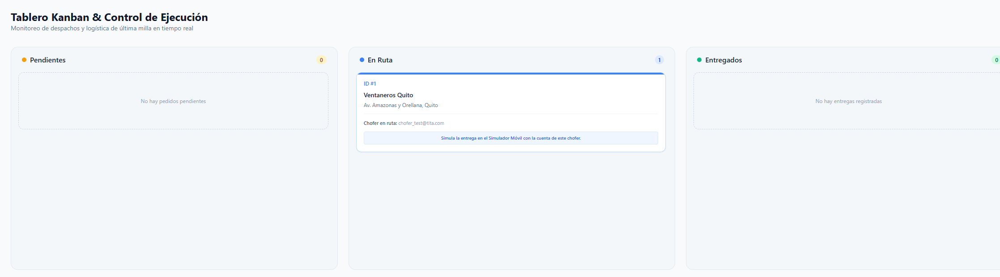 Tablero Kanban & Control de Ejecución
Monitoreo de despachos y logística de última milla en tiempo real
Pendientes
0
No hay pedidos pendientes
En Ruta
1
ID #1
Ventaneros Quito
Av. Amazonas y Orellana, Quito
Chofer en ruta: chofer_test@tita.com
Simula la entrega en el Simulador Móvil con la cuenta de este chofer.
Entregados
0
No hay entregas registradas